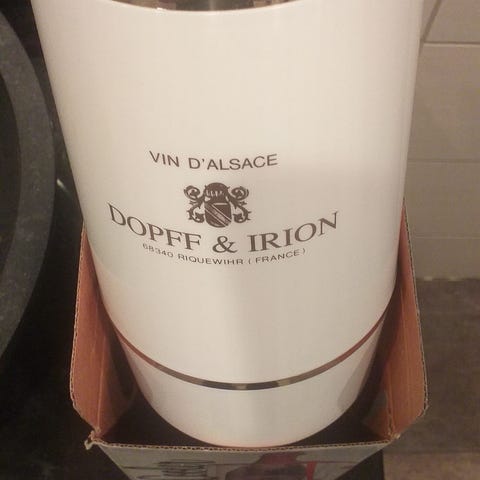 VIN D'ALSACE
DOPFF & IRION
68340 RIQUEWIHR (FRANCE)